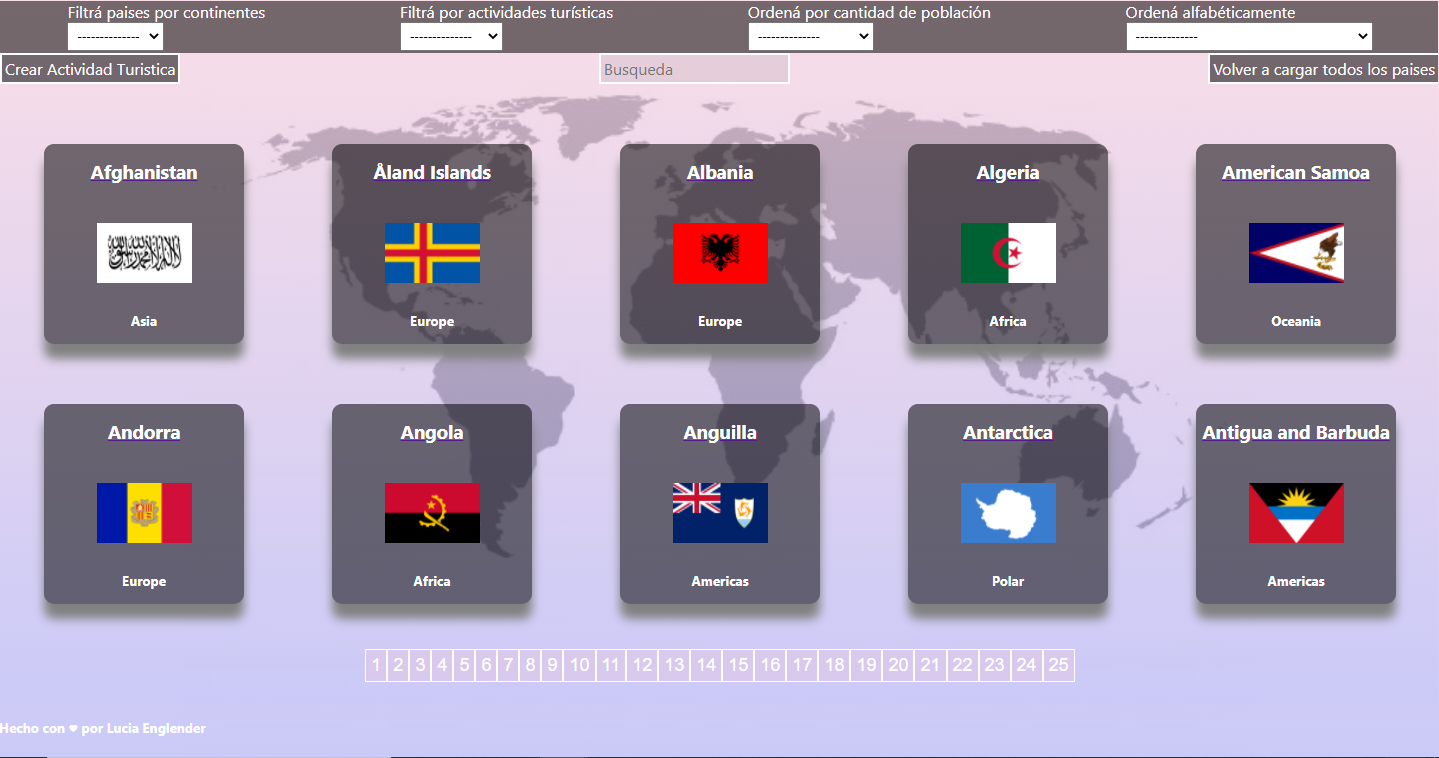 Filtrá paises por continentes
Filtrá por actividades turísticas
Ordená por cantidad de población
Ordená alfabéticamente
-------------
-------------
-------------
-------------
Crear Actividad Turistica
Busqueda
Volver a cargar todos los paises
Afghanistan
Åland Islands
Albania
Algeria
American Samoa
Asia
Europe
Europe
Africa
Oceania
Andorra
Angola
Anguilla
Antarctica
Antigua and Barbuda
Europe
Africa
Americas
Polar
Americas
1 2 3 4 5 6 7 8 9 10 11 12 13 14 15 16 17 18 19 20 21 22 23 24 25
Hecho con ❤ por Lucia Englender